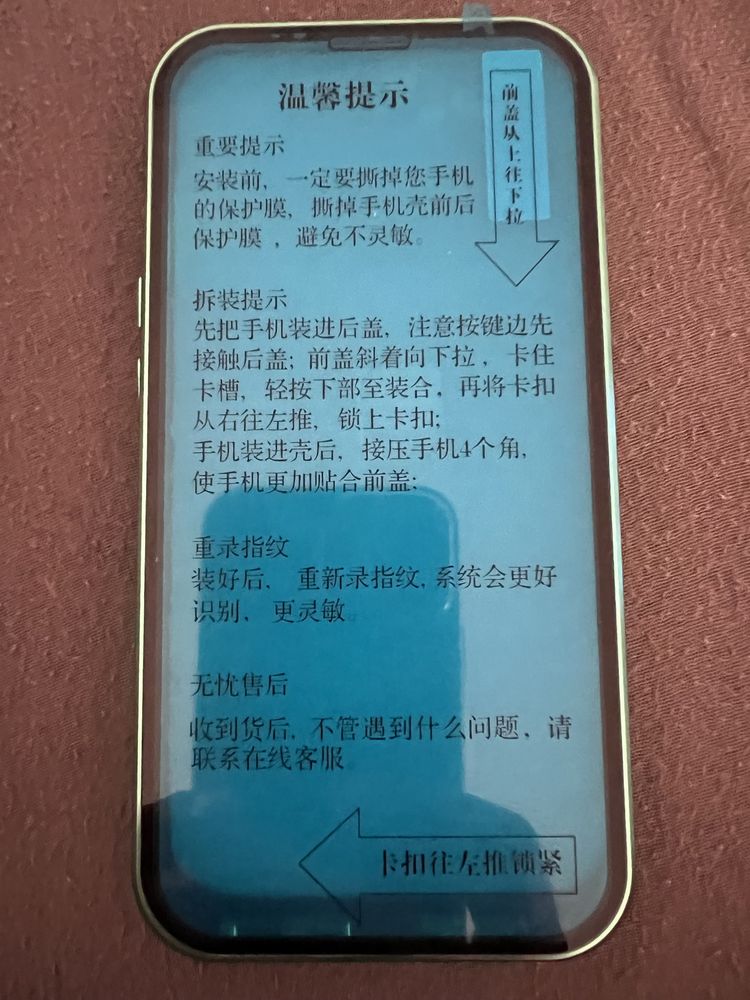 温馨提示
前盖从上往下拉
重要提示
安装前，一定要撕掉您手机
的保护膜，撕掉手机壳前后
保护膜，避免不灵敏。
拆装提示
先把手机装进后盖，注意按键边先
接触后盖；前盖斜着向下拉，卡住
卡槽，轻按下部至装合，再将卡扣
从右往左推，锁上卡扣;
手机装进壳后，接压手机4个角,
使手机更加贴合前盖;
重录指纹
装好后，重新录指纹, 系统会更好
识别，更灵敏。
无忧售后
收到货后, 不管遇到什么问题，请
联系在线客服。
卡扣往左推锁紧